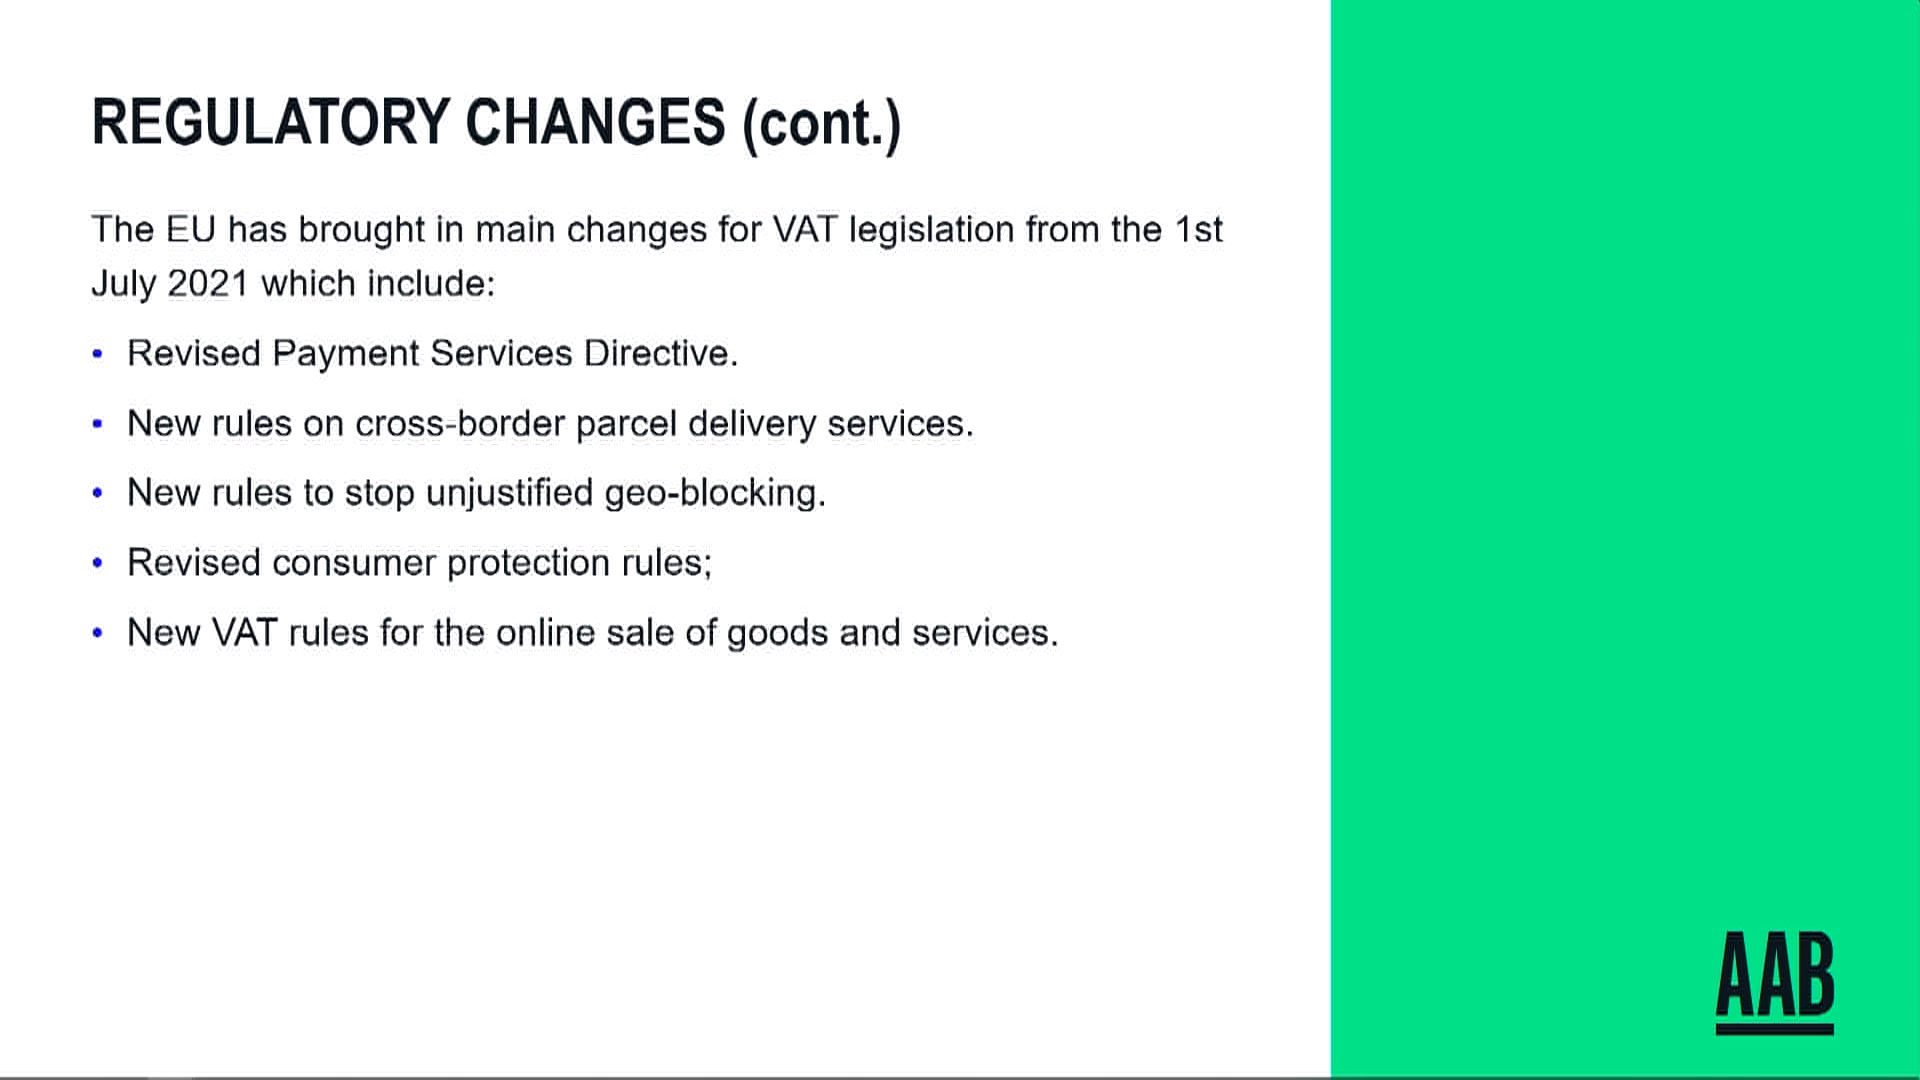 REGULATORY CHANGES (cont.)
The EU has brought in main changes for VAT legislation from the 1st
July 2021 which include:
• Revised Payment Services Directive.
• New rules on cross-border parcel delivery services.
• New rules to stop unjustified geo-blocking.
• Revised consumer protection rules;
• New VAT rules for the online sale of goods and services.
AAB